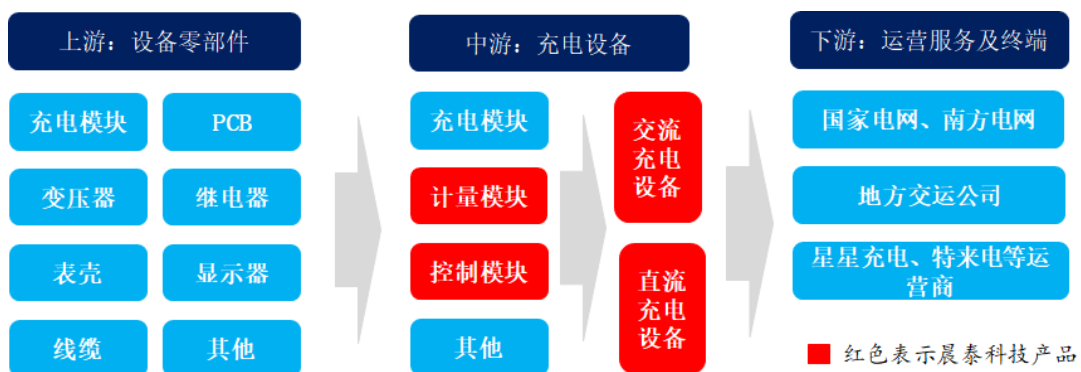 上游：设备零部件
充电模块
PCB
变压器
继电器
表壳
显示器
线缆
其他
中游：充电设备
充电模块
计量模块
控制模块
其他
交流
充电
设备
直流
充电
设备
下游：运营服务及终端
国家电网、南方电网
地方交运公司
星星充电、特来电等运
营商
红色表示晨泰科技产品